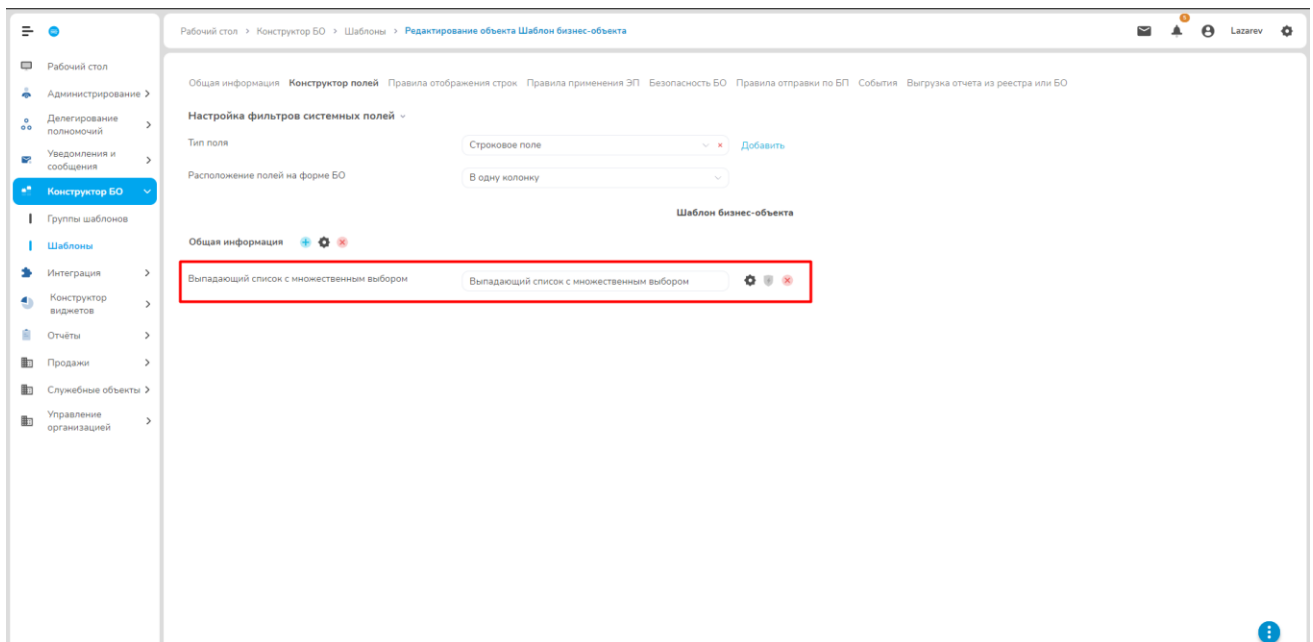 Рабочий стол > Конструктор БО > Шаблоны > Редактирование объекта Шаблон бизнес-объекта
5
Lazarev
Рабочий стол
Администрирование
Делегирование
полномочий
Уведомления и
сообщения
Конструктор БО
Группы шаблонов
Шаблоны
Интеграция
Конструктор
виджетов
Отчёты
Продажи
Служебные объекты
Управление
организацией
Общая информация Конструктор полей Правила отображения строк Правила применения ЭП Безопасность БО Правила отправки по БП События Выгрузка отчета из реестра или БО
Настройка фильтров системных полей
Тип поля Строковое поле Добавить
Расположение полей на форме БО В одну колонку
Шаблон бизнес-объекта
Общая информация
Выпадающий список с множественным выбором Выпадающий список с множественным выбором